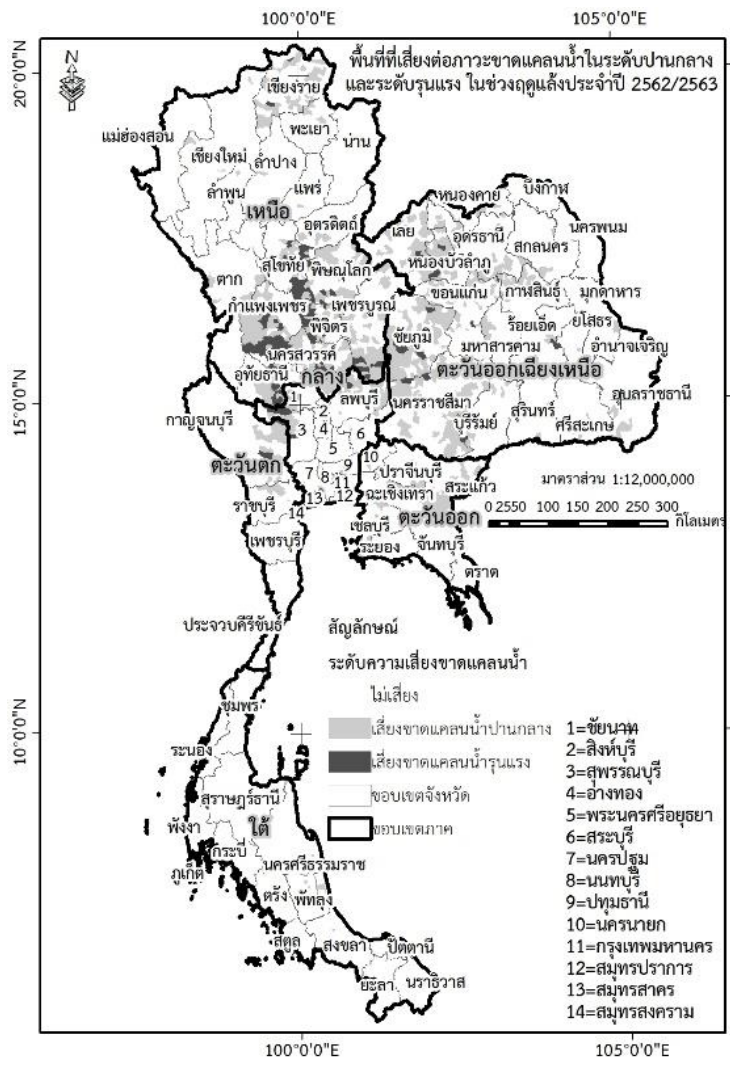 100°0'0"E 105°0'0"E
N
พื้นที่ที่เสี่ยงต่อภาวะขาดแคลนน้ำในระดับปานกลาง
และระดับรุนแรง ในช่วงฤดูแล้งประจำปี 2562/2563
20°0'0"N
เชียงราย
พะเยา
แม่ฮ่องสอน
น่าน
เชียงใหม่
ลำปาง
แพร่
ลำพูน
เหนือ
อุตรดิตถ์
หนองคาย
บึงกาฬ
เลย
อุดรธานี
นครพนม
สกลนคร
สุโขทัย
พิษณุโลก
หนองบัวลำภู
ตาก
ขอนแก่น
กาฬสินธุ์
มุกดาหาร
กำแพงเพชร
เพชรบูรณ์
พิจิตร
ชัยภูมิ
ร้อยเอ็ด
ยโสธร
มหาสารคาม
อำนาจเจริญ
นครสวรรค์
กลาง
ตะวันออกเฉียงเหนือ
อุทัยธานี
ลพบุรี
นครราชสีมา
อุบลราชธานี
15°0'0"N
กาญจนบุรี
บุรีรัมย์
สุรินทร์
ศรีสะเกษ
1
2
3
4
5
6
7
8
9
10
11
12
13
14
ตะวันตก
ปราจีนบุรี
สระแก้ว
มาตราส่วน 1:12,000,000
ฉะเชิงเทรา
ราชบุรี
ตะวันออก
0 2550 100 150 200 250 300
กิโลเมตร
ชลบุรี
เพชรบุรี
ระยอง
จันทบุรี
ตราด
ประจวบคีรีขันธ์
สัญลักษณ์
ระดับความเสี่ยงขาดแคลนน้ำ
ไม่เสี่ยง
เสี่ยงขาดแคลนน้ำปานกลาง
เสี่ยงขาดแคลนน้ำรุนแรง
ขอบเขตจังหวัด
ขอบเขตภาค
1=ชัยนาท
2=สิงห์บุรี
3=สุพรรณบุรี
4=อ่างทอง
5=พระนครศรีอยุธยา
6=สระบุรี
7=นครปฐม
8=นนทบุรี
9=ปทุมธานี
10=นครนายก
11=กรุงเทพมหานคร
12=สมุทรปราการ
13=สมุทรสาคร
14=สมุทรสงคราม
10°0'0"N
ชุมพร
ระนอง
สุราษฎร์ธานี
พังงา
ใต้
กระบี่
นครศรีธรรมราช
ภูเก็ต
ตรัง
พัทลุง
สตูล
สงขลา
ปัตตานี
ยะลา
นราธิวาส
100°0'0"E 105°0'0"E